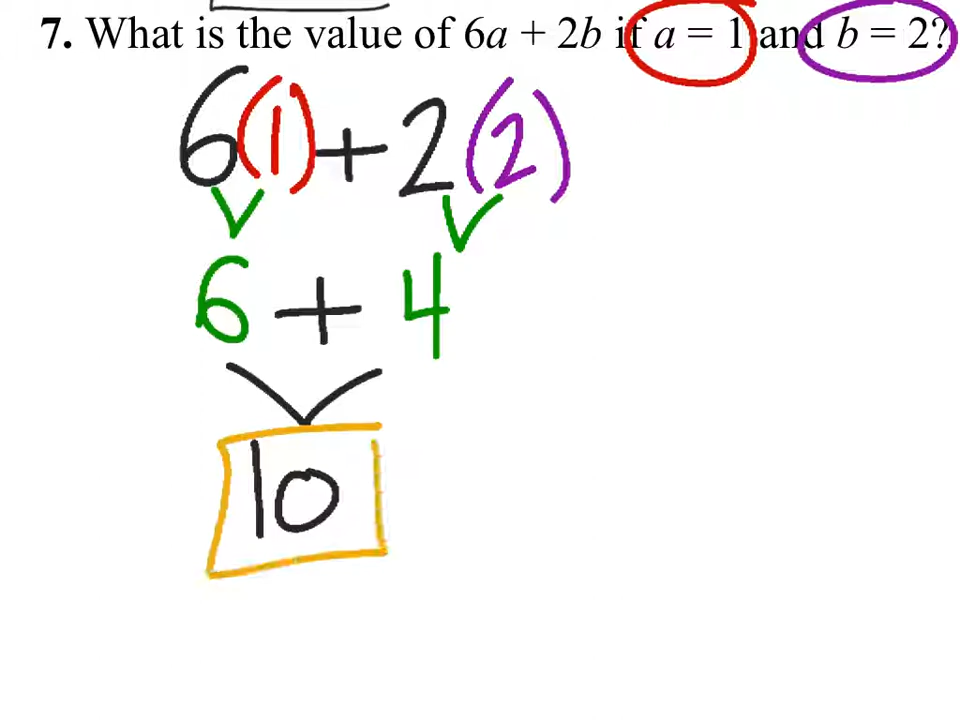 7. What is the value of 6a + 2b if a = 1 and b = 2?
6(1) + 2(2)
6 + 4
10